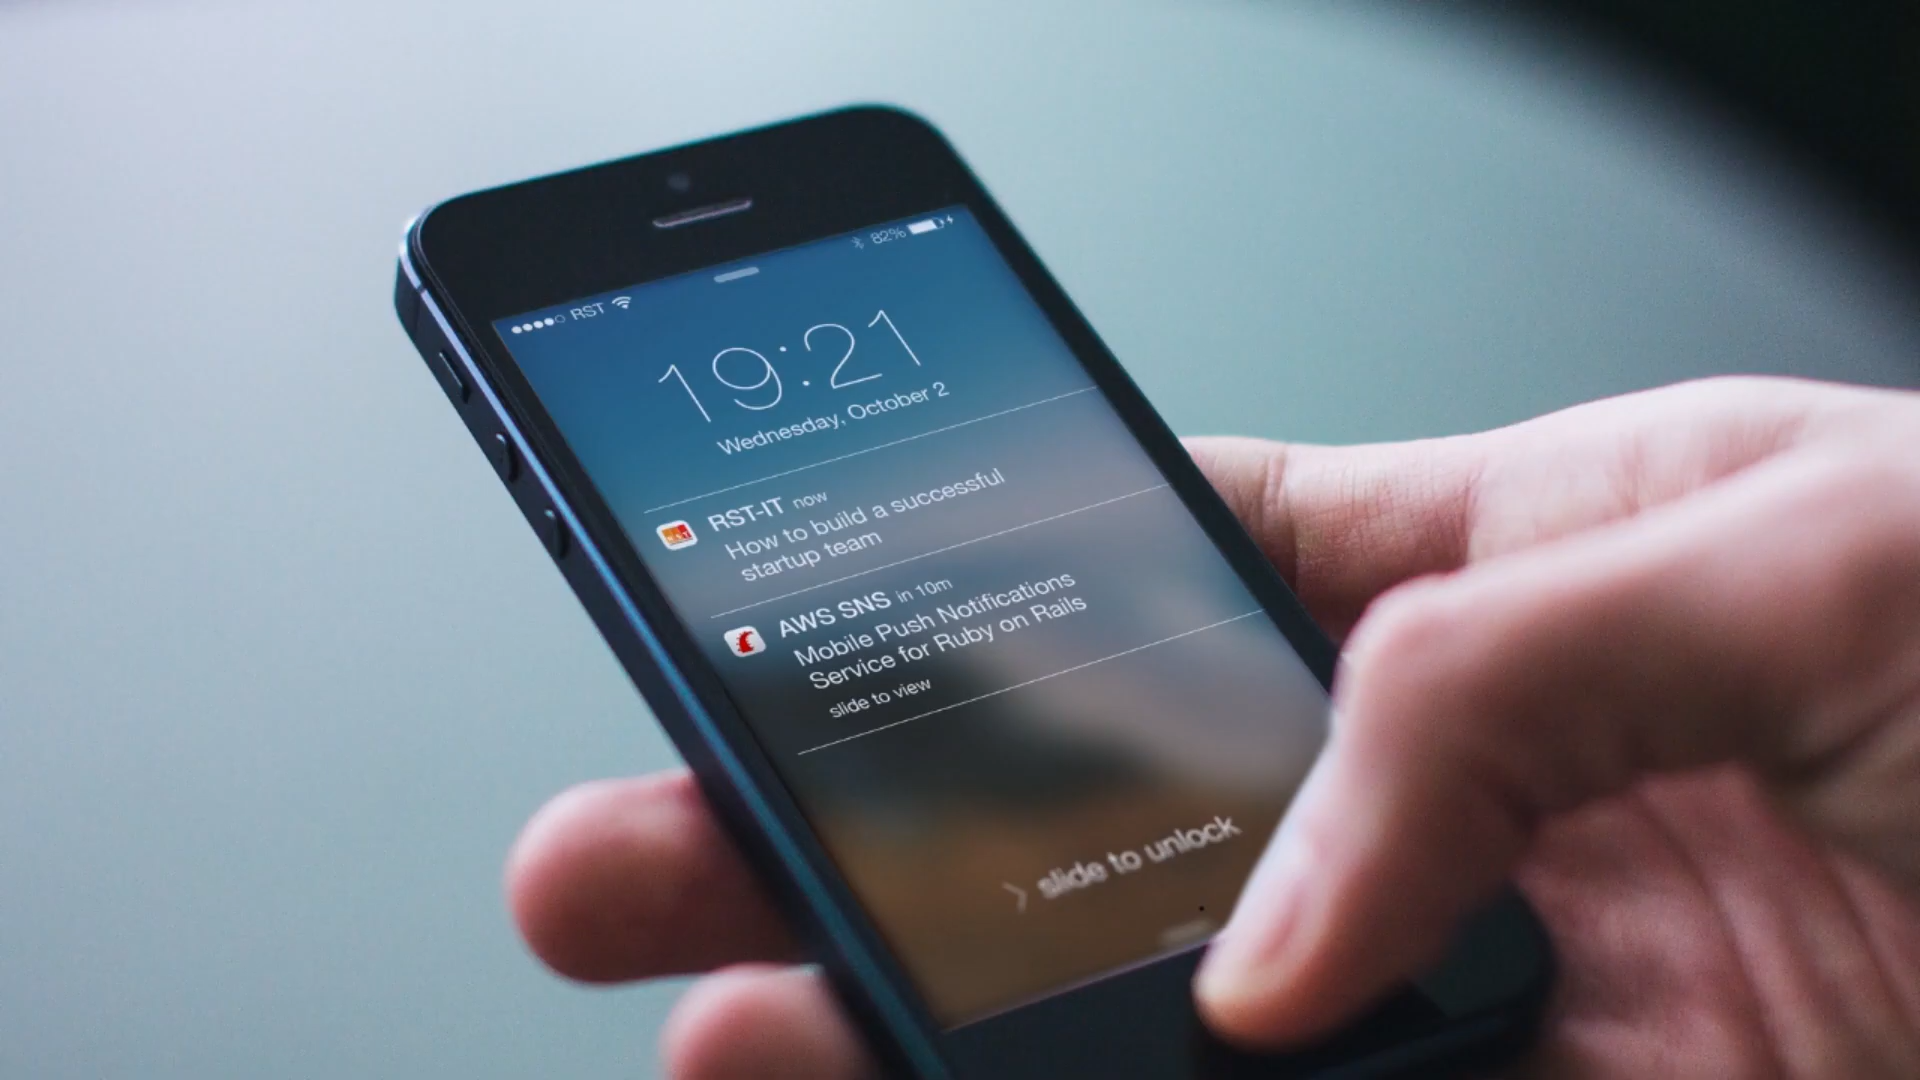 RST
82%
19:21
Wednesday, October 2
RST-IT now
How to build a successful
startup team
AWS SNS in 10m
Mobile Push Notifications
Service for Ruby on Rails
slide to view
slide to unlock